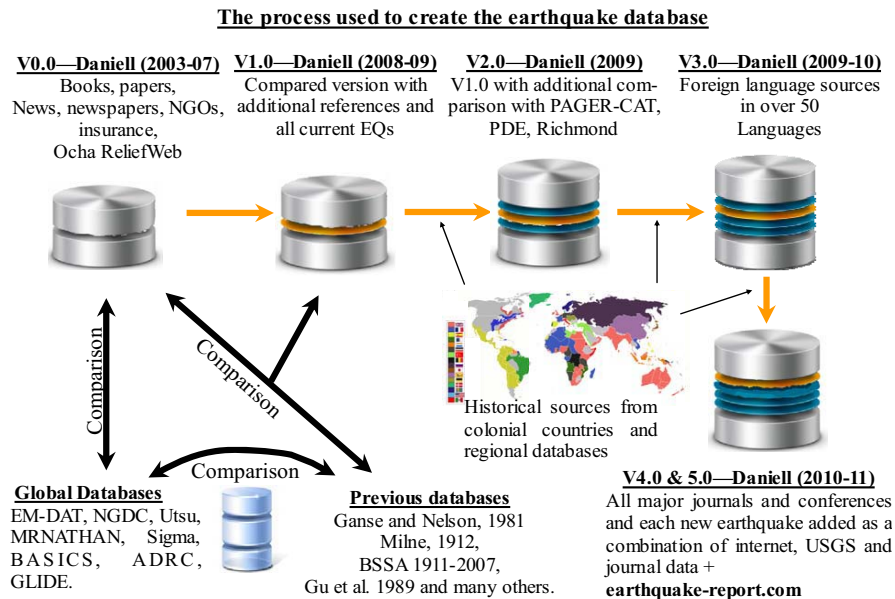 The process used to create the earthquake database
V0.0—Daniell (2003-07)
Books, papers,
News, newspapers, NGOs,
insurance,
Ocha ReliefWeb
V1.0—Daniell (2008-09)
Compared version with
additional references and
all current EQs
V2.0—Daniell (2009)
V1.0 with additional com-
parison with PAGER-CAT,
PDE, Richmond
V3.0—Daniell (2009-10)
Foreign language sources
in over 50
Languages
Comparison
Comparison
Comparison
Historical sources from
colonial countries and
regional databases
Global Databases
EM-DAT, NGDC, Utsu,
MRNATHAN, Sigma,
BASICS, ADRC,
GLIDE.
Previous databases
Ganse and Nelson, 1981
Milne, 1912,
BSSA 1911-2007,
Gu et al. 1989 and many others.
V4.0 & 5.0—Daniell (2010-11)
All major journals and conferences
and each new earthquake added as a
combination of internet, USGS and
journal data +
earthquake-report.com